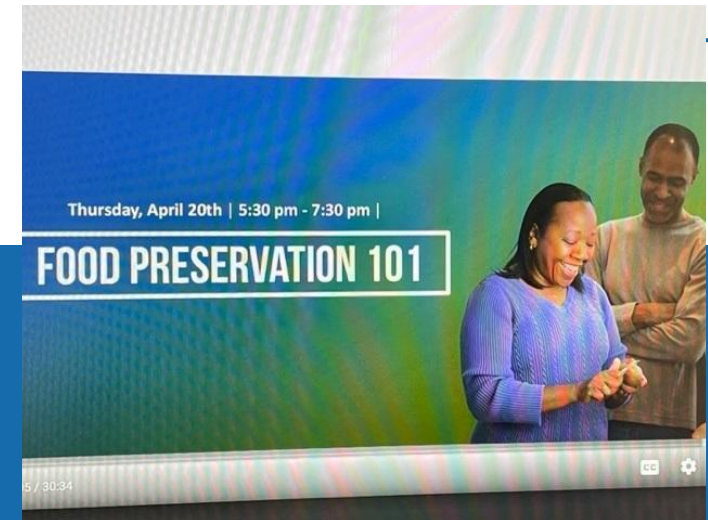 Thursday, April 20th | 5:30 pm - 7:30 pm |
FOOD PRESERVATION 101
CC
5 / 30:34